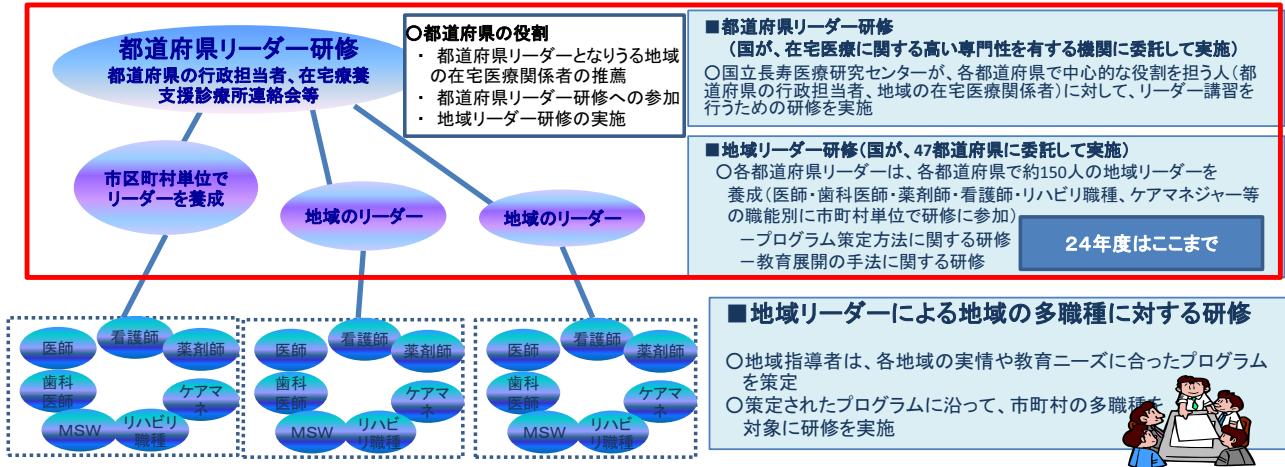 都道府県リーダー研修
都道府県の行政担当者、在宅療養
支援診療所連絡会等
○都道府県の役割
・ 都道府県リーダーとなりうる地域
の在宅医療関係者の推薦
・ 都道府県リーダー研修への参加
・ 地域リーダー研修の実施
■都道府県リーダー研修
（国が、在宅医療に関する高い専門性を有する機関に委託して実施）
○国立長寿医療研究センターが、各都道府県で中心的な役割を担う人（都
道府県の行政担当者、地域の在宅医療関係者）に対して、リーダー講習を
行うための研修を実施
市区町村単位で
リーダーを養成
地域のリーダー
地域のリーダー
■地域リーダー研修（国が、47都道府県に委託して実施）
○各都道府県リーダーは、各都道府県で約150人の地域リーダーを
養成（医師・歯科医師・薬剤師・看護師・リハビリ職種、ケアマネジャー等
の職能別に市町村単位で研修に参加）
－プログラム策定方法に関する研修
－教育展開の手法に関する研修
２４年度はここまで
医師
看護師
薬剤師
歯科
医師
ケアマ
ネ
MSW
リハビリ
職種
医師
看護師
薬剤師
歯科
医師
ケアマ
ネ
MSW
リハビ
リ職種
医師
看護師
薬剤師
歯科
医師
ケアマ
ネ
MSW
リハビ
リ職種
■地域リーダーによる地域の多職種に対する研修
○地域指導者は、各地域の実情や教育ニーズに合ったプログラム
を策定
○策定されたプログラムに沿って、市町村の多職種を
対象に研修を実施